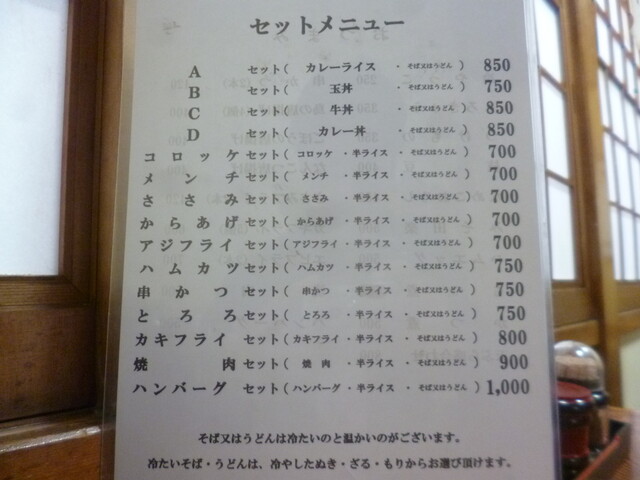 セットメニュー
A セット( カレーライス ・そば又はうどん ) 850
B セット( 玉丼 ・そば又はうどん ) 750
C セット( 牛丼 ・そば又はうどん ) 850
D セット( カレー丼 ・そば又はうどん ) 850
コロッケ セット( コロッケ ・半ライス ・そば又はうどん ) 700
メンチ セット( メンチ ・半ライス ・そば又はうどん ) 700
ささみ セット( ささみ ・半ライス ・そば又はうどん ) 700
からあげ セット( からあげ ・半ライス ・そば又はうどん ) 700
アジフライ セット( アジフライ ・半ライス ・そば又はうどん ) 700
ハムカツ セット( ハムカツ ・半ライス ・そば又はうどん ) 750
串かつ セット( 串かつ ・半ライス ・そば又はうどん ) 750
とろろ セット( とろろ ・半ライス ・そば又はうどん ) 750
カキフライ セット( カキフライ ・半ライス ・そば又はうどん ) 800
焼肉 セット( 焼肉 ・半ライス ・そば又はうどん ) 900
ハンバーグ セット( ハンバーグ ・半ライス ・そば又はうどん ) 1,000
そば又はうどんは冷たいのと温かいのがございます。
冷たいそば・うどんは、冷やしたぬき・ざる・もりからお選び頂けます。